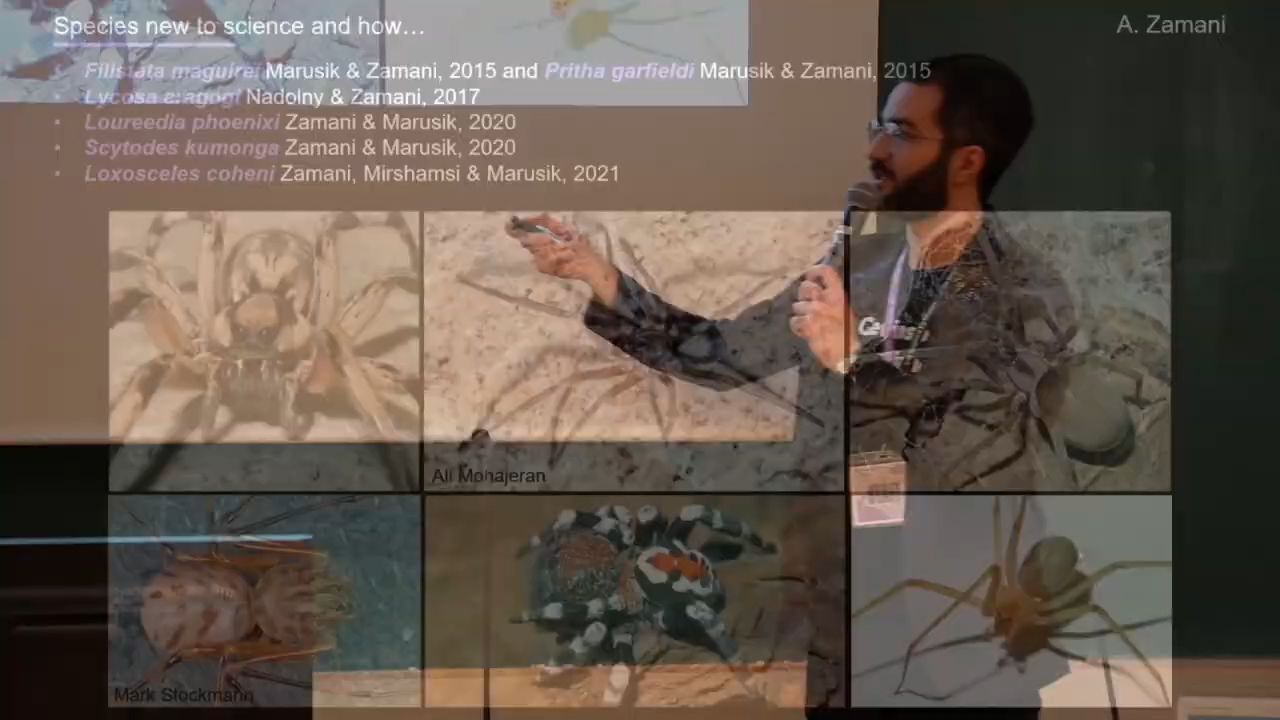 Species new to science and how…
A. Zamani
• Filistata maguirei Marusik & Zamani, 2015 and Pritha garfieldi Marusik & Zamani, 2015
• Lycosa aragogi Nadolny & Zamani, 2017
• Loureedia phoenixi Zamani & Marusik, 2020
• Scytodes kumonga Zamani & Marusik, 2020
• Loxosceles coheni Zamani, Mirshamsi & Marusik, 2021
Ali Mohajeran
Mark Stockmann